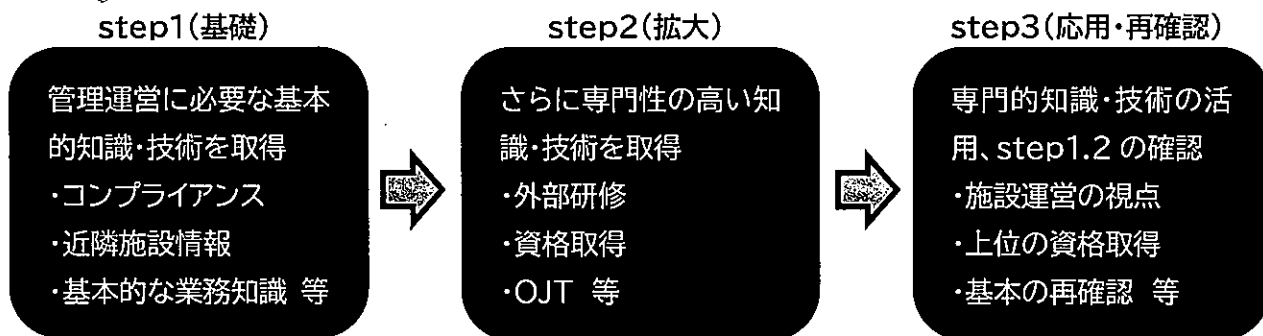 step1(基礎)
管理運営に必要な基本
的知識・技術を取得
・コンプライアンス
・近隣施設情報
・基本的な業務知識 等
step2(拡大)
さらに専門性の高い知
識・技術を取得
・外部研修
・資格取得
・OJT 等
step3(応用・再確認)
専門的知識・技術の活
用、step1.2 の確認
・施設運営の視点
・上位の資格取得
・基本の再確認 等